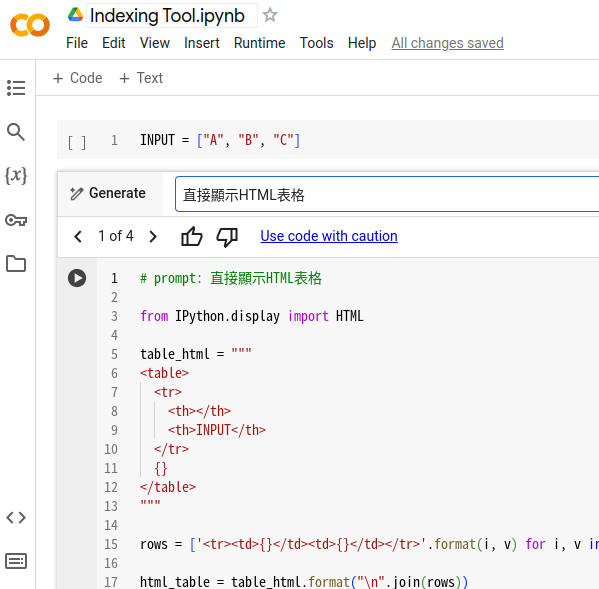 Indexing Tool.ipynb
File Edit View Insert Runtime Tools Help All changes saved
+ Code + Text
[ ] 1 INPUT = ["A", "B", "C"]
Generate 直接顯示HTML表格
1 of 4 Use code with caution
1 # prompt: 直接顯示HTML表格
2
3 from IPython.display import HTML
4
5 table_html = """
6 <table>
7 <tr>
8 <th></th>
9 <th>INPUT</th>
10 </tr>
11 {}
12 </table>
13 """
14
15 rows = ['<tr><td>{}</td><td>{}</td></tr>'.format(i, v) for i, v in
16
17 html_table = table_html.format("\n".join(rows))